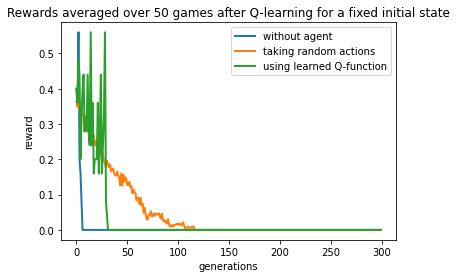 Rewards averaged over 50 games after Q-learning for a fixed initial state
without agent
taking random actions
using learned Q-function
reward
0.5
0.4
0.3
0.2
0.1
0.0
0
50
100
150
200
250
300
generations